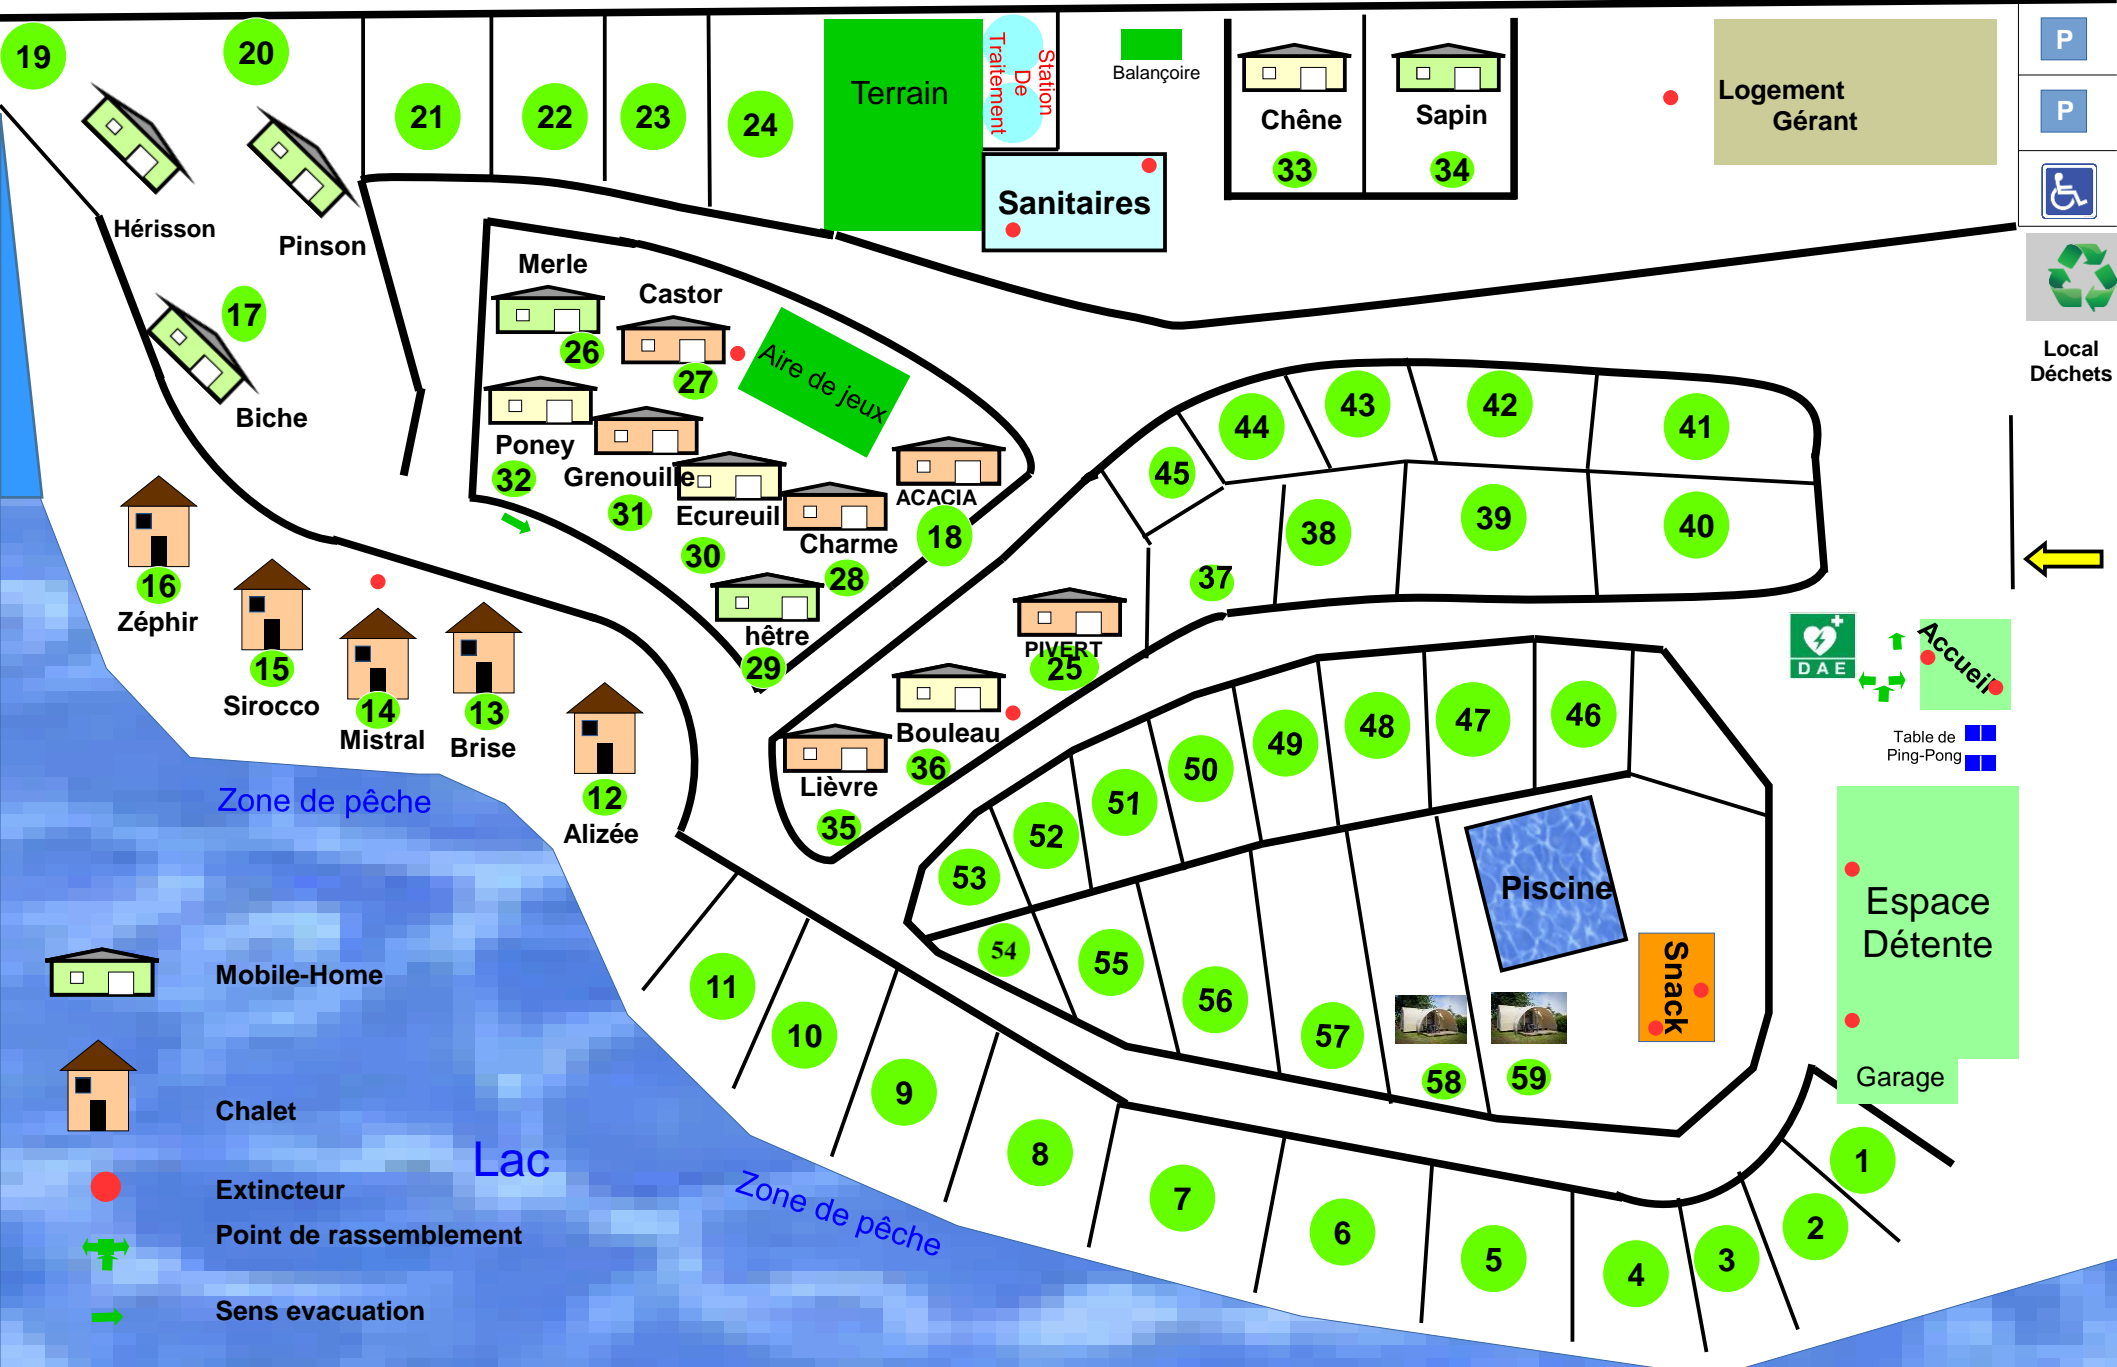 19
20
21
22
23
24
Terrain
Station
De
Traitement
Balançoire
Chêne
33
Sapin
34
Logement
Gérant
P
P
Sanitaires
Hérisson
Pinson
17
Biche
Merle
26
Castor
27
Aire de jeux
Poney
32
Grenouille
31
Ecureuil
30
Charme
28
ACACIA
18
hêtre
29
Local
Déchets
45
44
43
42
41
37
38
39
40
PIVERT
25
Bouleau
36
Lièvre
35
16
Zéphir
15
Sirocco
14
Mistral
13
Brise
12
Alizée
DAE
Accueil
Table de
Ping-Pong
46
47
48
49
50
51
52
53
54
55
56
57
58
59
Piscine
Snack
Espace
Détente
Garage
Zone de pêche
11
10
9
8
7
6
5
4
3
2
1
Mobile-Home
Chalet
Lac
Zone de pêche
Extincteur
Point de rassemblement
Sens evacuation